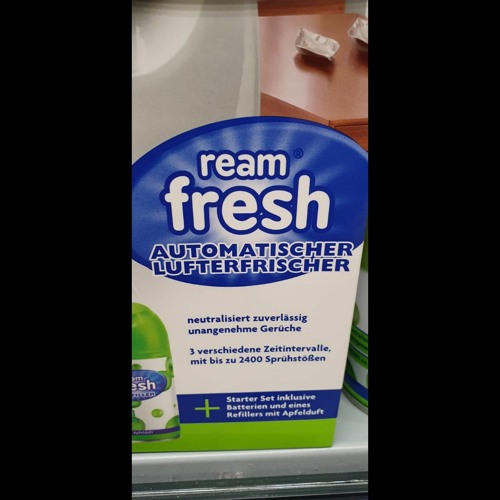 ream®
fresh
AUTOMATISCHER
LUFTERFRISCHER
neutralisiert zuverlässig
unangenehme Gerüche
3 verschiedene Zeitintervalle,
mit bis zu 2400 Sprühstößen
+ Starter Set inklusive
Batterien und eines
Refillers mit Apfelduft
fresh